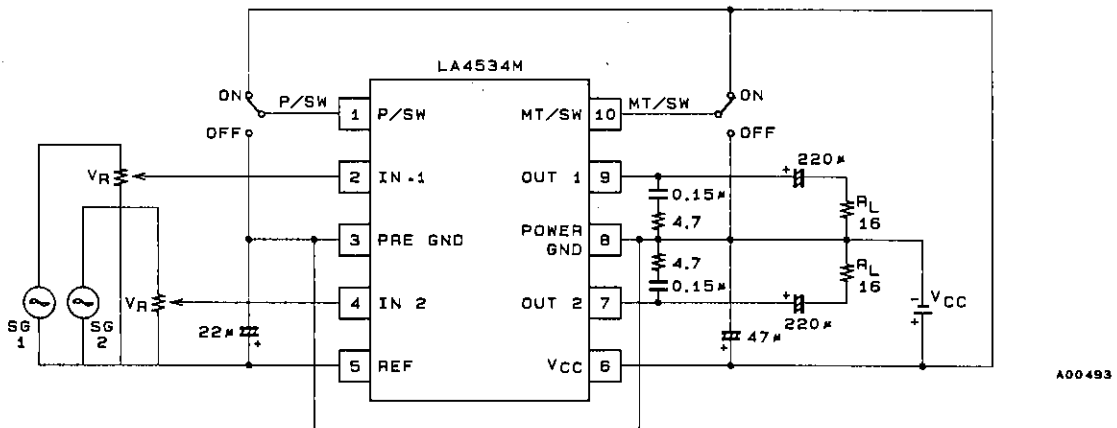 LA4534M
ON
P/SW
OFF
1
P/SW
MT/SW
10
MT/SW
ON
OFF
VR
2
IN-1
OUT 1
9
220μ
+
0.15μ
4.7
RL
16
3
PRE GND
POWER
GND
8
4.7
0.15μ
RL
16
VR
4
IN 2
OUT 2
7
+
220μ
-
+
VCC
SG
1
SG
2
22μ
+
5
REF
VCC
6
+
47μ
A00493